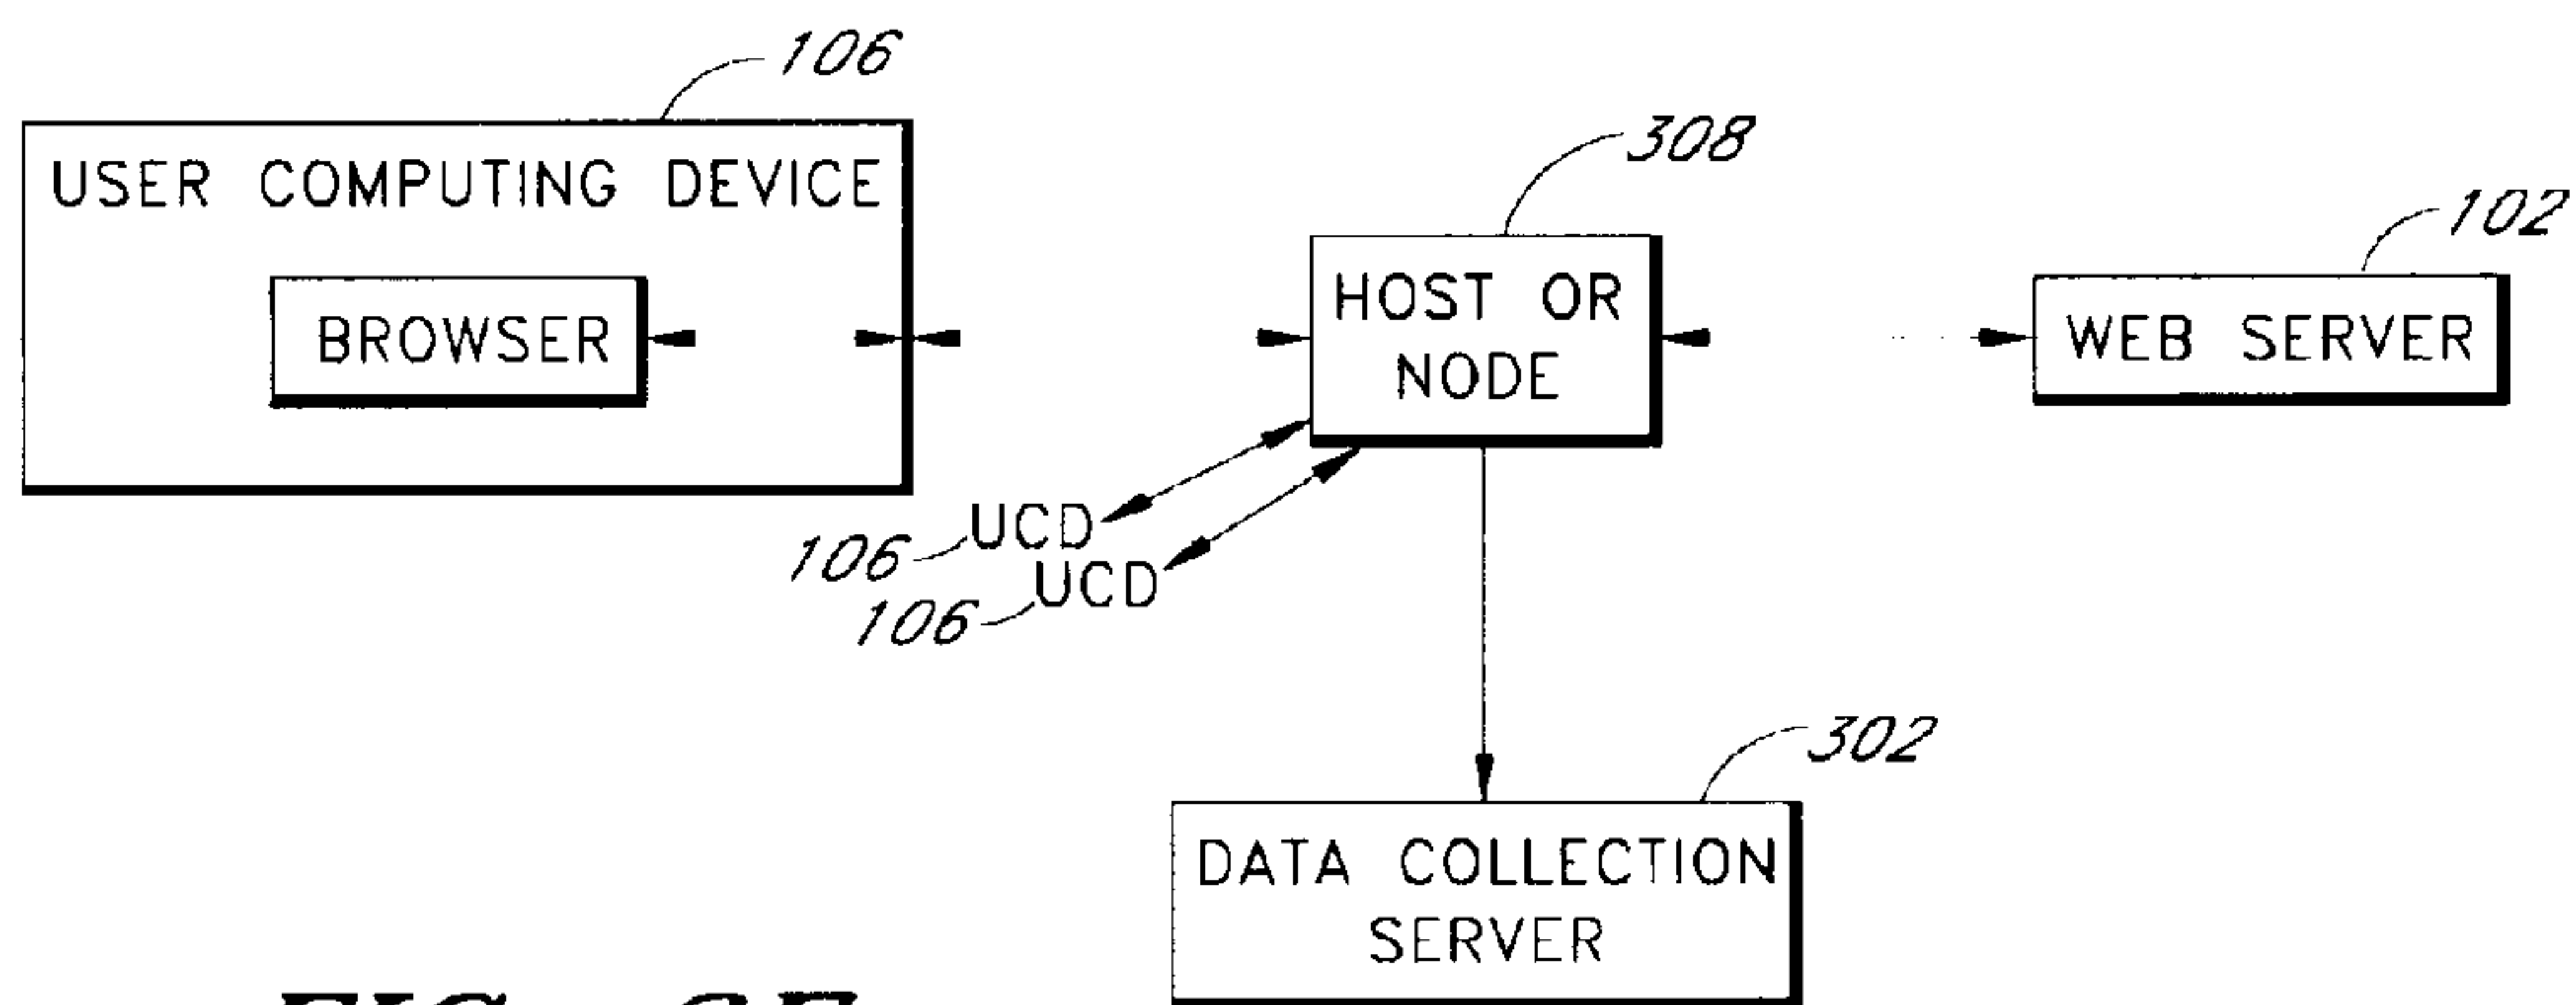 106
USER COMPUTING DEVICE
BROWSER
308
HOST OR
NODE
102
WEB SERVER
106 UCD
106 UCD
302
DATA COLLECTION
SERVER